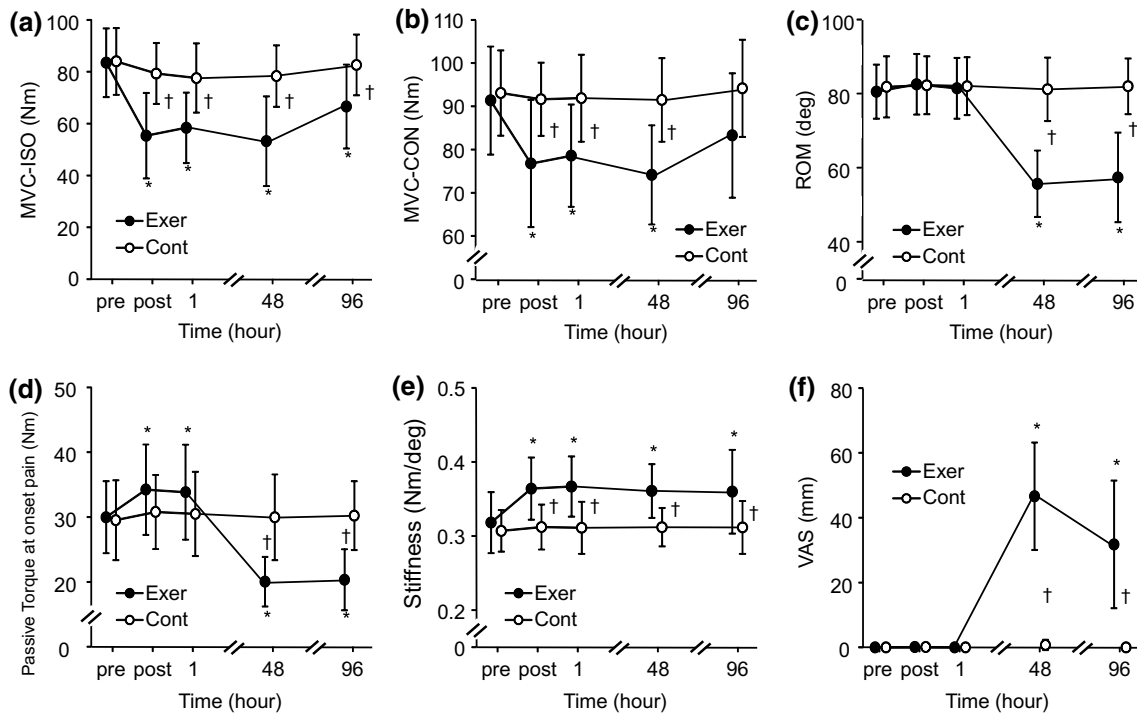 (a)
MVC-ISO (Nm)
100
80
60
40
20
0
† † † †
* * * *
Exer
Cont
pre post 1 48 96
Time (hour)
(b)
MVC-CON (Nm)
110
100
90
80
70
60
0
† † †
* * *
Exer
Cont
pre post 1 48 96
Time (hour)
(c)
ROM (deg)
100
80
60
40
0
† †
* *
Exer
Cont
pre post 1 48 96
Time (hour)
(d)
Passive Torque at onset pain (Nm)
50
40
30
20
0
* *
† †
* *
Exer
Cont
pre post 1 48 96
Time (hour)
(e)
Stiffness (Nm/deg)
0.5
0.4
0.3
0.2
0
* * * *
† † † †
Exer
Cont
pre post 1 48 96
Time (hour)
(f)
VAS (mm)
80
60
40
20
0
* *
† †
Exer
Cont
pre post 1 48 96
Time (hour)